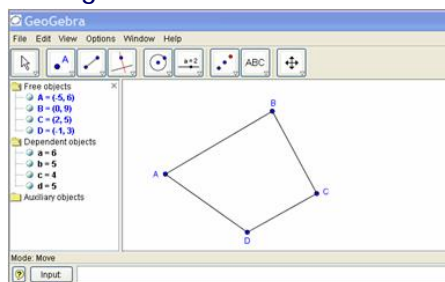 GeoGebra
File Edit View Options Window Help
A a=2 ABC
Free objects
A = (-5, 6)
B = (0, 9)
C = (2, 5)
D = (-1, 3)
Dependent objects
a = 6
b = 5
c = 4
d = 5
Auxiliary objects
B
A
C
D
Mode: Move
? Input: